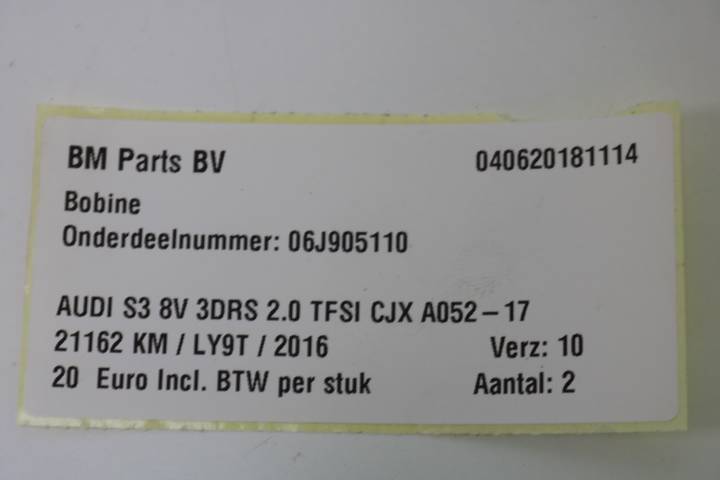 BM Parts BV 040620181114
Bobine
Onderdeelnummer: 06J905110
AUDI S3 8V 3DRS 2.0 TFSI CJX A052-17
21162 KM / LY9T / 2016 Verz: 10
20 Euro Incl. BTW per stuk Aantal: 2